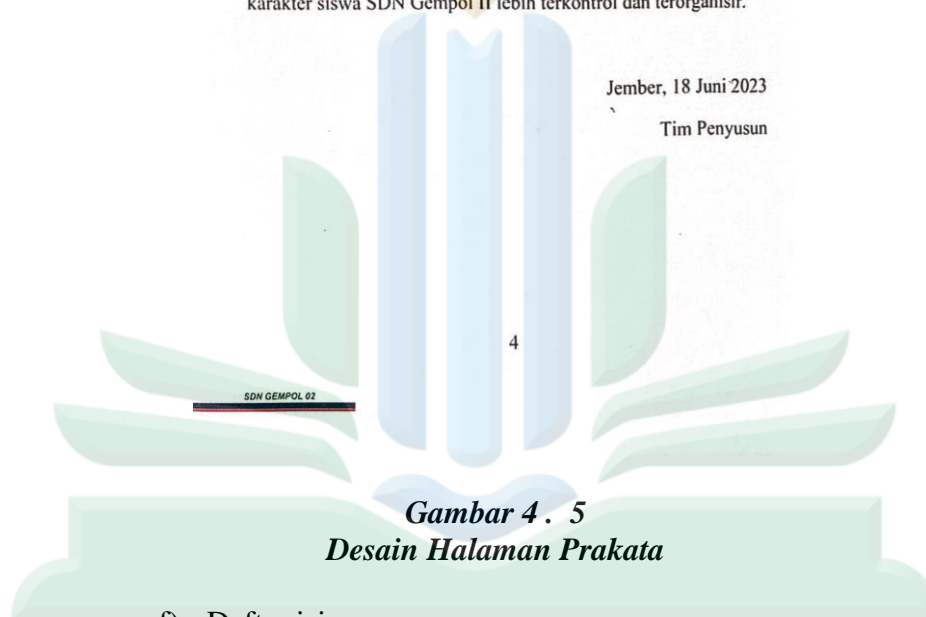 karakter siswa SDN Gempol II lebih terkontrol dan terorganisir.
Jember, 18 Juni 2023
Tim Penyusun
4
SDN GEMPOL 02
Gambar 4 . 5
Desain Halaman Prakata
f) Daftar isi